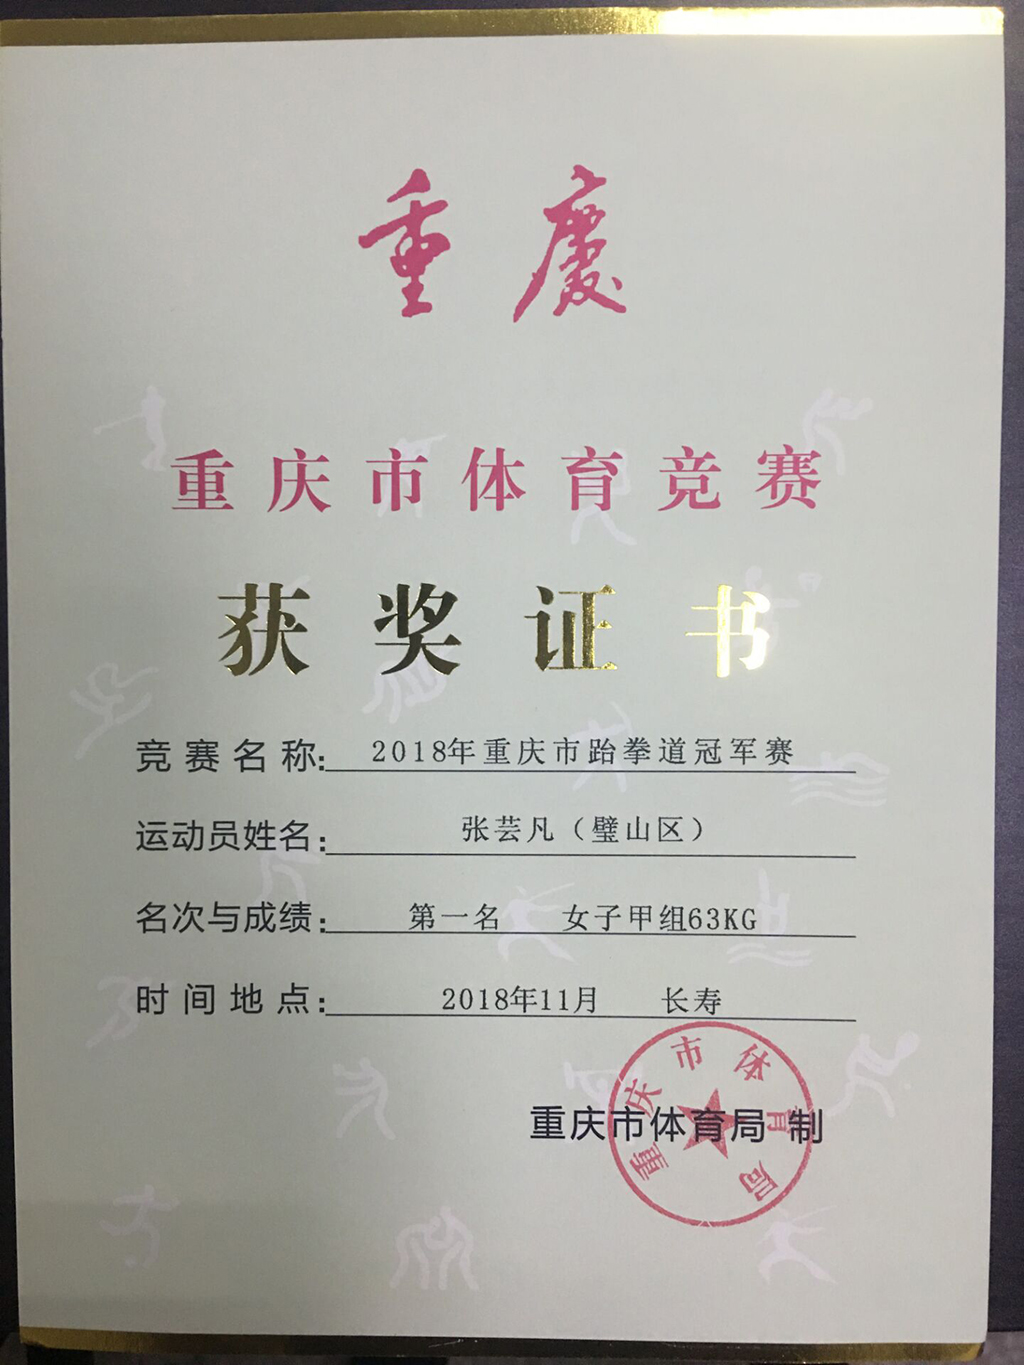 重慶
重庆市体育竞赛
获奖证书
竞赛名称: 2018年重庆市跆拳道冠军赛
运动员姓名: 张芸凡（璧山区）
名次与成绩: 第一名 女子甲组63KG
时间地点: 2018年11月 长寿
重庆市体育局 制
重庆市体育局